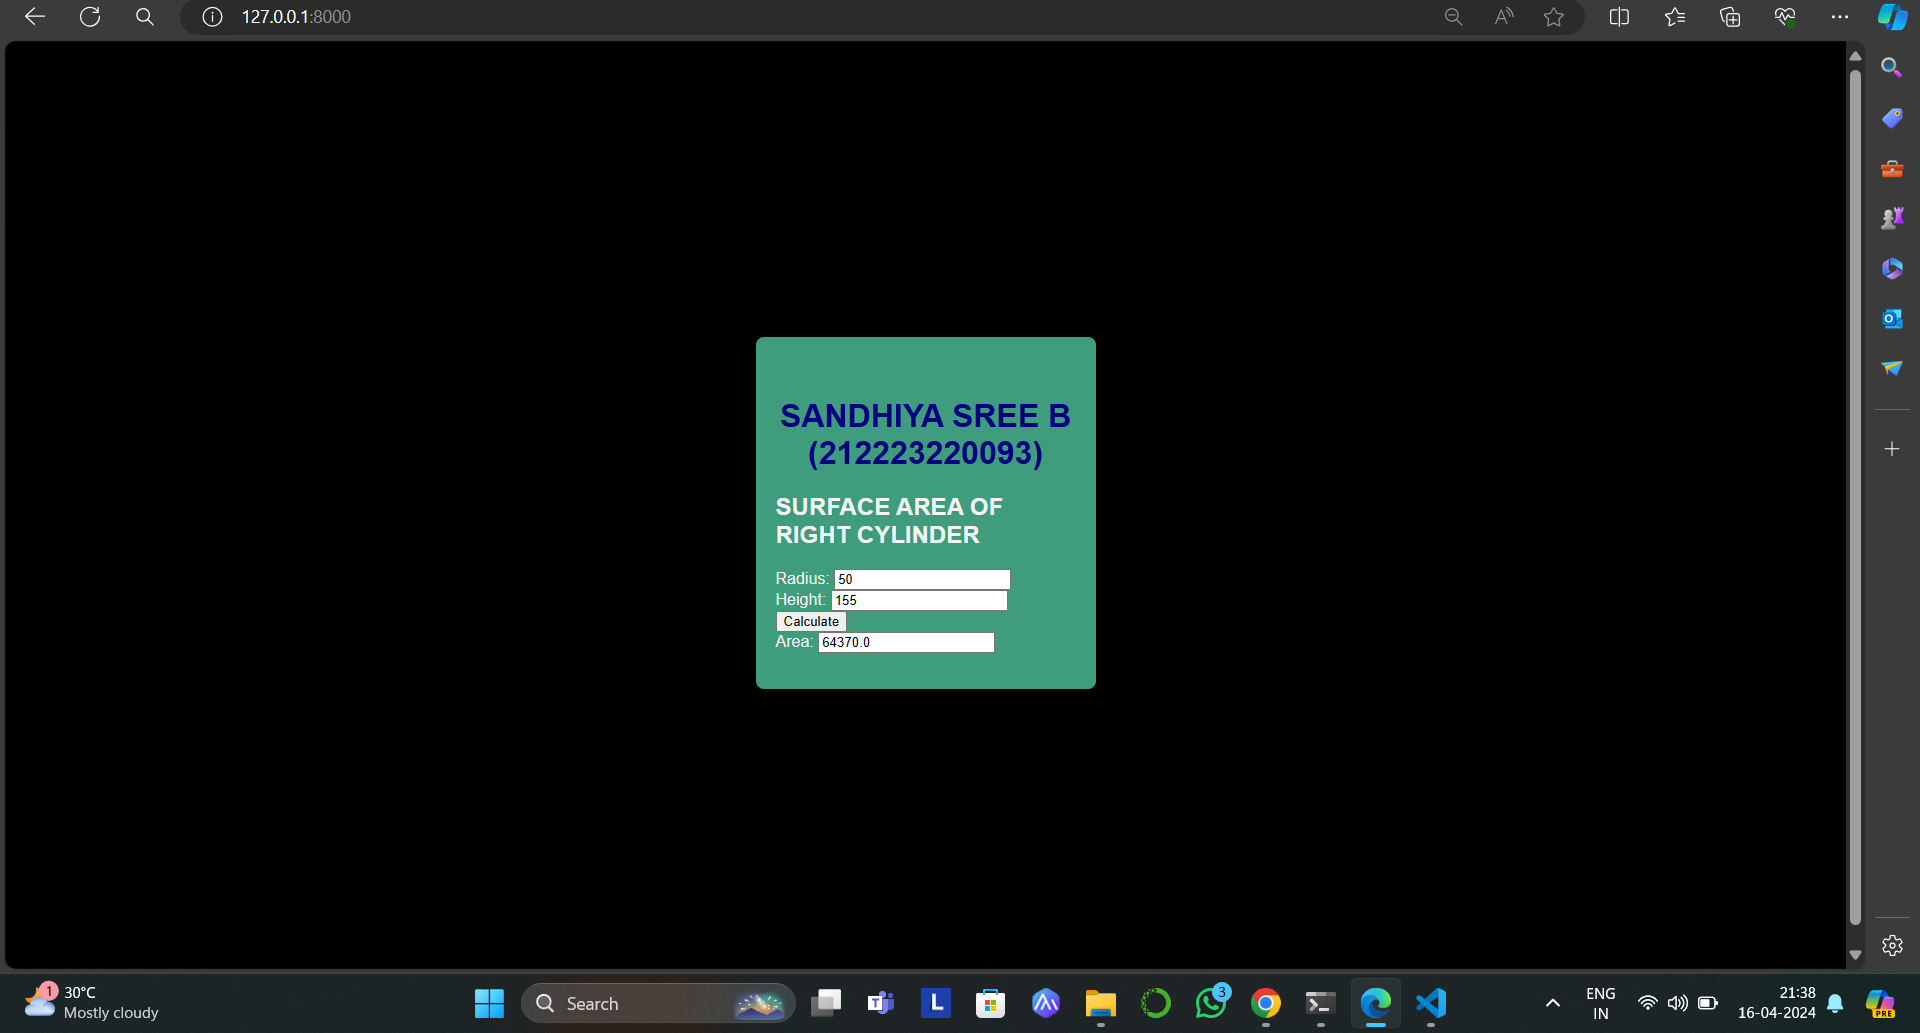 127.0.0.1:8000
SANDHIYA SREE B
(212223220093)
SURFACE AREA OF
RIGHT CYLINDER
Radius: 50
Height: 155
Calculate
Area: 64370.0
1
30°C
Mostly cloudy
Search
T
L
3
ENG
IN
21:38
16-04-2024
PRE